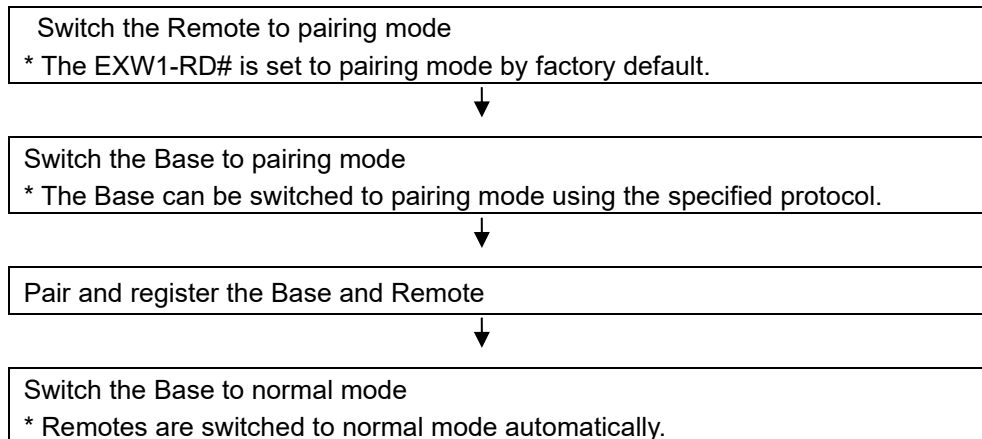 Switch the Remote to pairing mode
* The EXW1-RD# is set to pairing mode by factory default.
Switch the Base to pairing mode
* The Base can be switched to pairing mode using the specified protocol.
Pair and register the Base and Remote
Switch the Base to normal mode
* Remotes are switched to normal mode automatically.